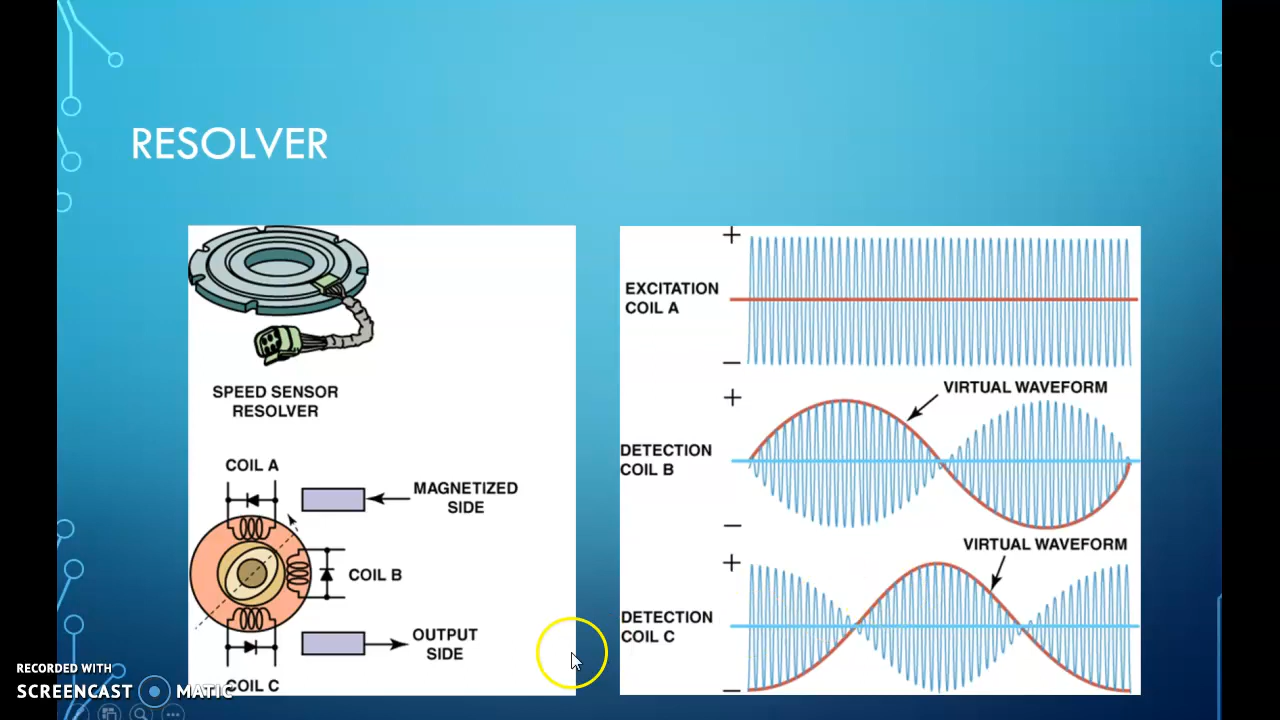 RESOLVER
SPEED SENSOR
RESOLVER
COIL A
MAGNETIZED
SIDE
COIL B
OUTPUT
SIDE
COIL C
+
EXCITATION
COIL A
–
+
VIRTUAL WAVEFORM
DETECTION
COIL B
–
VIRTUAL WAVEFORM
+
DETECTION
COIL C
–
RECORDED WITH
SCREENCAST MATIC